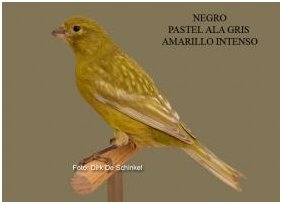 NEGRO
PASTEL ALA GRIS
AMARILLO INTENSO
Foto: Dirk De Schinkel